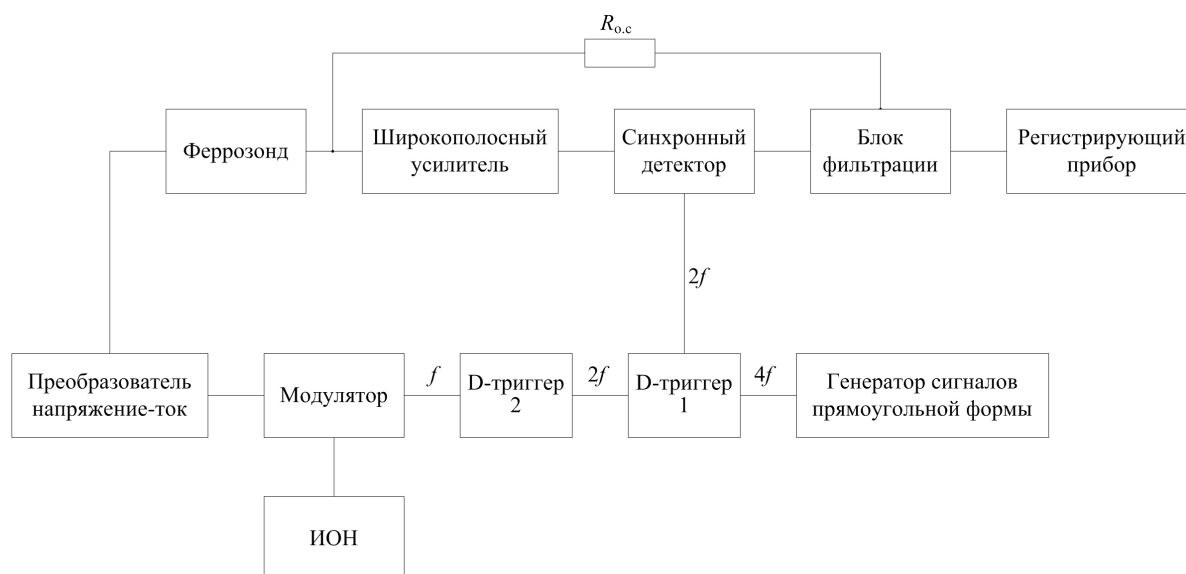 Rо.с
Феррозонд
Широкополосный
усилитель
Синхронный
детектор
Блок
фильтрации
Регистрирующий
прибор
2f
Преобразователь
напряжение-ток
Модулятор
f
D-триггер
2
2f
D-триггер
1
4f
Генератор сигналов
прямоугольной формы
ИОН